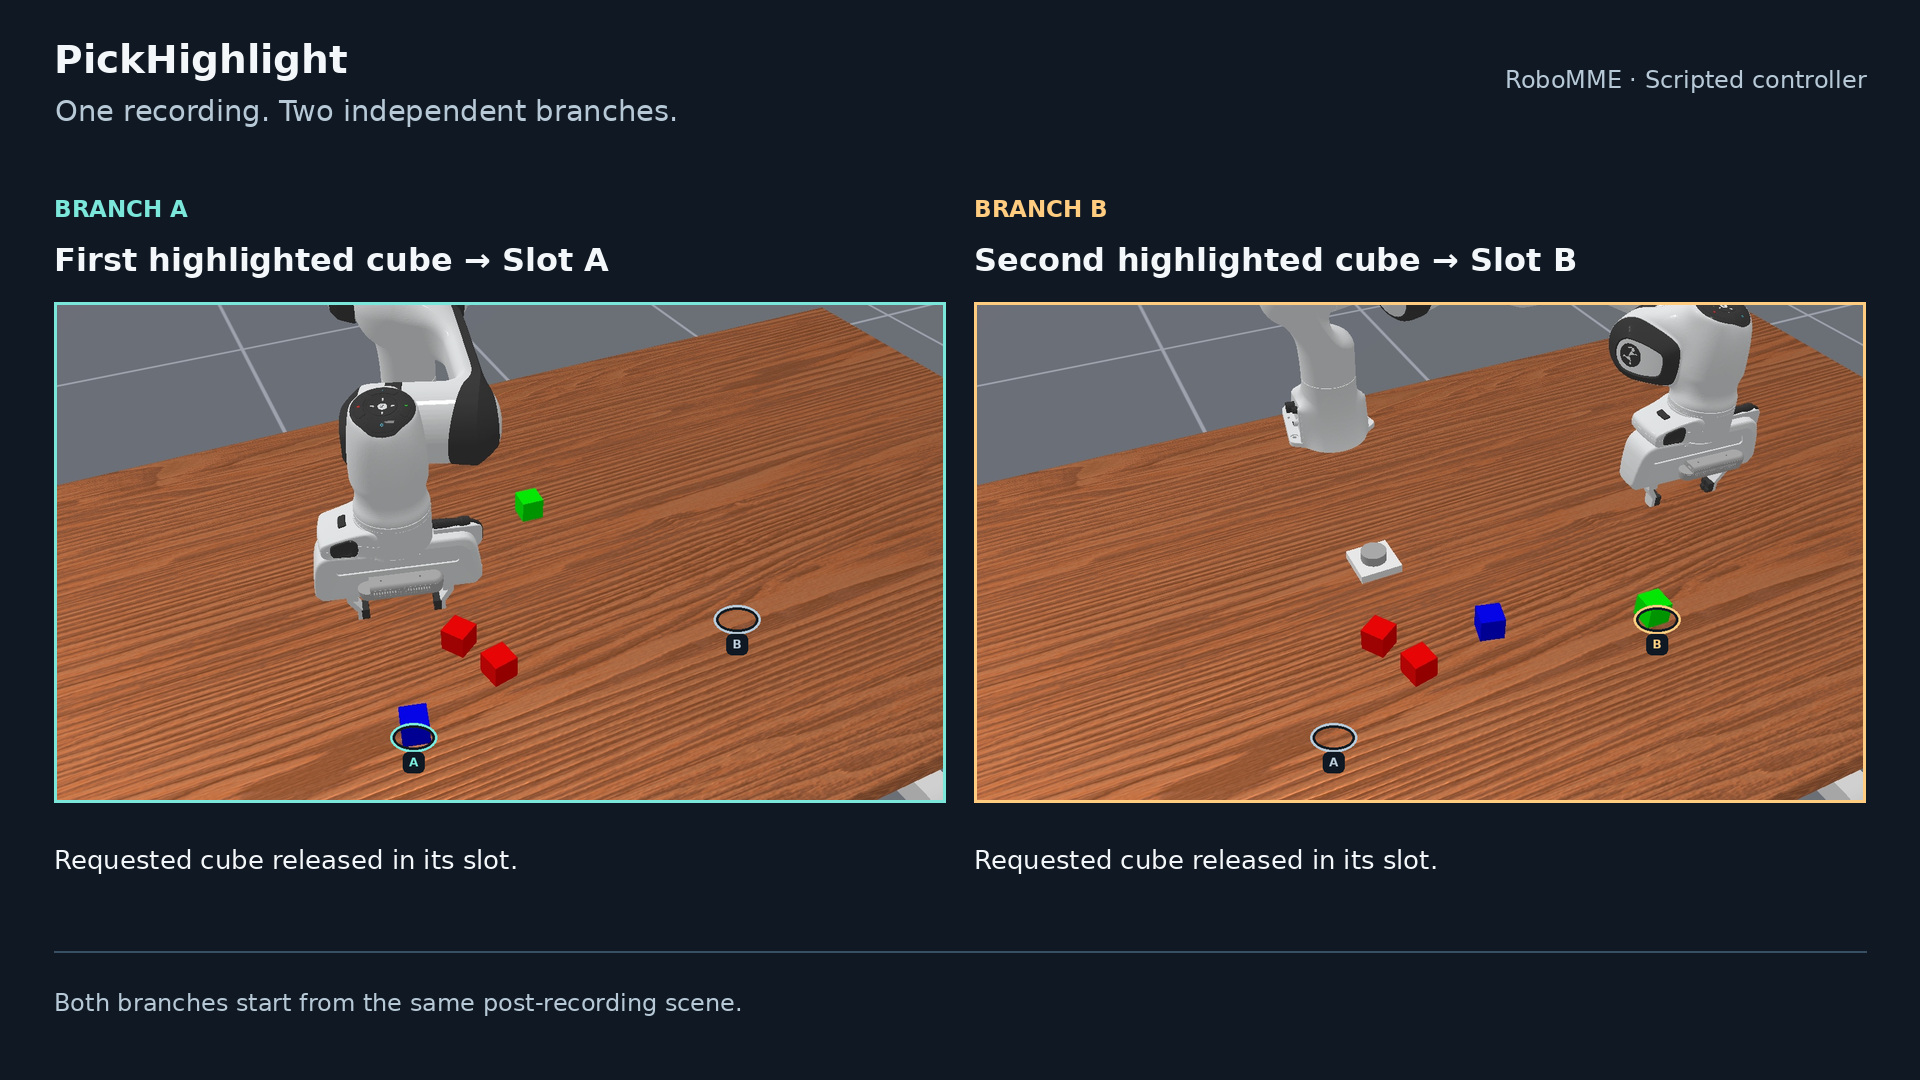 PickHighlight
One recording. Two independent branches.
RoboMME · Scripted controller
BRANCH A
First highlighted cube → Slot A
B
A
Requested cube released in its slot.
BRANCH B
Second highlighted cube → Slot B
B
A
Requested cube released in its slot.
Both branches start from the same post-recording scene.